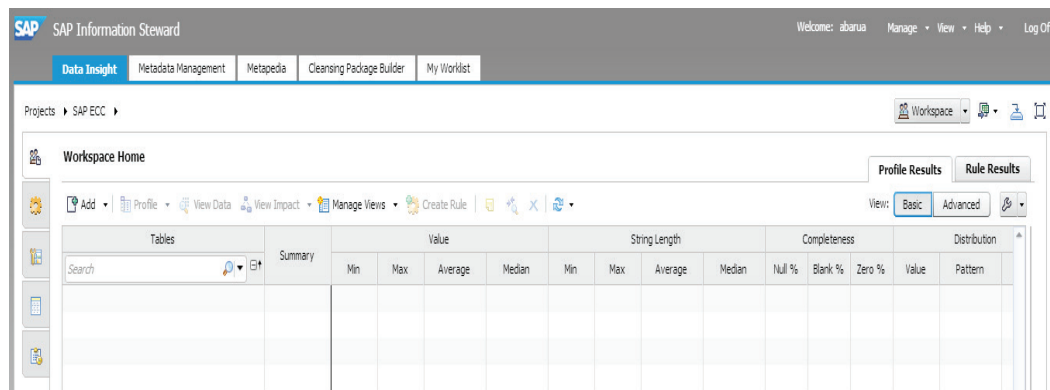 SAP SAP Information Steward Welcome: abarua Manage View Help Log Of
Data Insight Metadata Management Metapedia Cleansing Package Builder My Worklist
Projects SAP ECC Workspace
Workspace Home Profile Results Rule Results
Add Profile View Data View Impact Manage Views Create Rule View: Basic Advanced
Tables Summary Value String Length Completeness Distribution
Search Min Max Average Median Min Max Average Median Null % Blank % Zero % Value Pattern